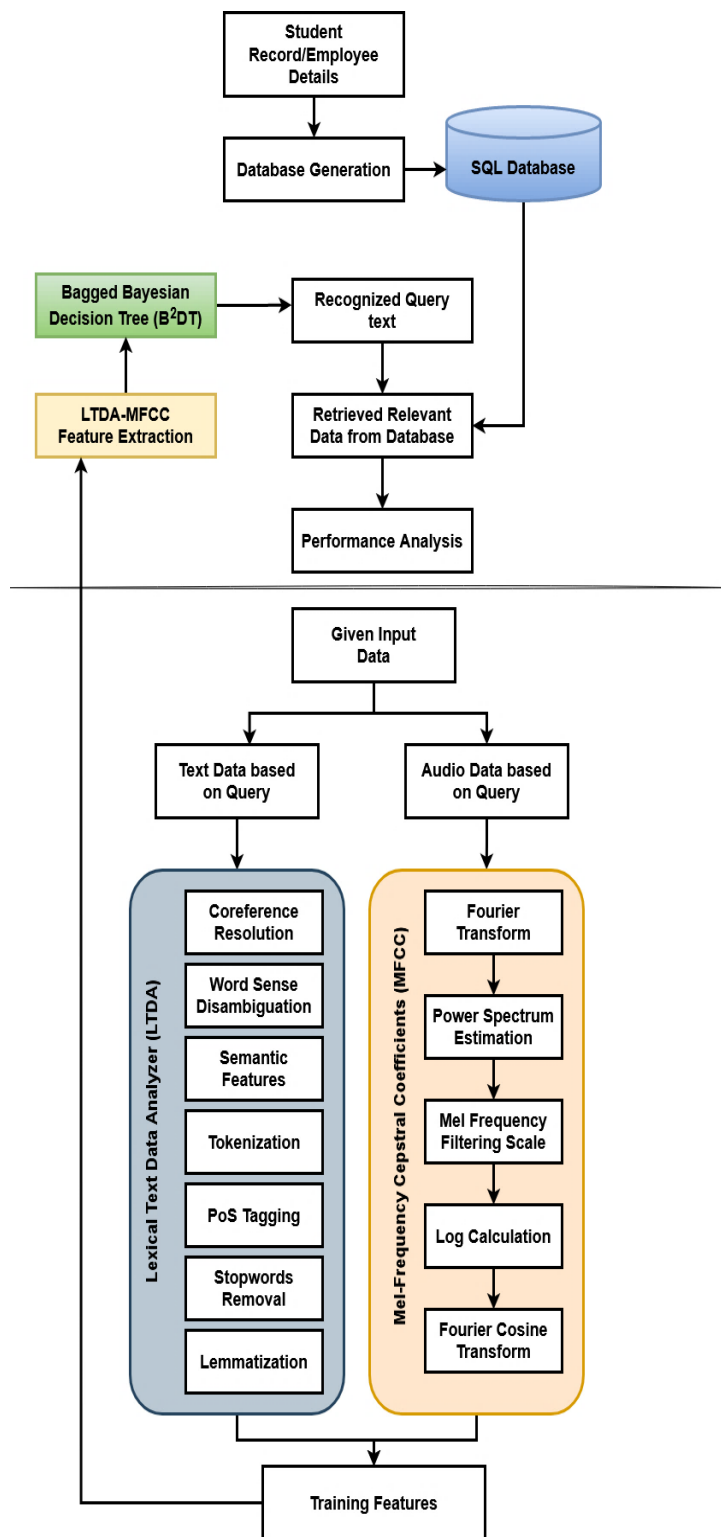 Student
Record/Employee
Details
Database Generation
SQL Database
Bagged Bayesian
Decision Tree (B²DT)
Recognized Query
text
LTDA-MFCC
Feature Extraction
Retrieved Relevant
Data from Database
Performance Analysis
Given Input
Data
Text Data based
on Query
Audio Data based
on Query
Lexical Text Data Analyzer (LTDA)
Coreference
Resolution
Word Sense
Disambiguation
Semantic
Features
Tokenization
PoS Tagging
Stopwords
Removal
Lemmatization
Mel-Frequency Cepstral Coefficients (MFCC)
Fourier
Transform
Power Spectrum
Estimation
Mel Frequency
Filtering Scale
Log Calculation
Fourier Cosine
Transform
Training Features